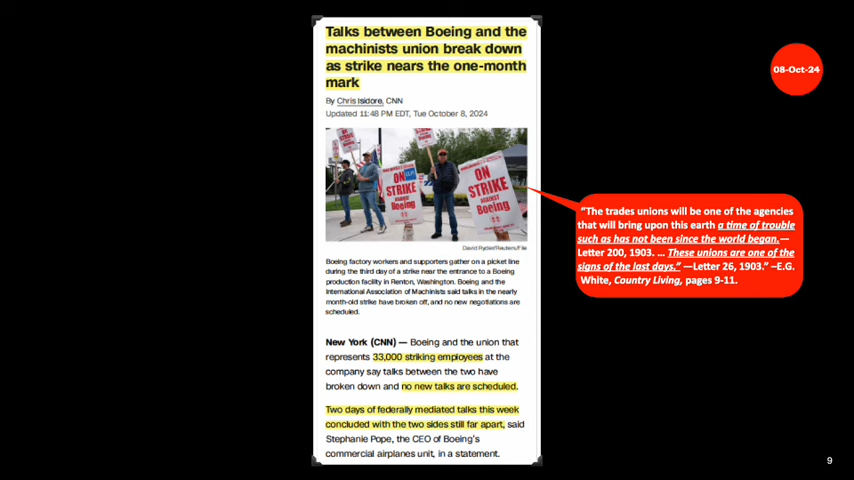 Talks between Boeing and the
machinists union break down
as strike nears the one-month
mark
By Chris Isidore, CNN
Updated 11:48 PM EDT, Tue October 8, 2024
ON
STRIKE
AGAINST
Boeing
ON
STRIKE
AGAINST
Boeing
David Ryder/Reuters/File
Boeing factory workers and supporters gather on a picket line
during the third day of a strike near the entrance to a Boeing
production facility in Renton, Washington. Boeing and the
International Association of Machinists said talks in the nearly
month-old strike have broken off, and no new negotiations are
scheduled.
New York (CNN) — Boeing and the union that
represents 33,000 striking employees at the
company say talks between the two have
broken down and no new talks are scheduled.
Two days of federally mediated talks this week
concluded with the two sides still far apart, said
Stephanie Pope, the CEO of Boeing's
commercial airplanes unit, in a statement.
08-Oct-24
"The trades unions will be one of the agencies
that will bring upon this earth a time of trouble
such as has not been since the world began.—
Letter 200, 1903. ... These unions are one of the
signs of the last days." —Letter 26, 1903." –E.G.
White, Country Living, pages 9-11.
9